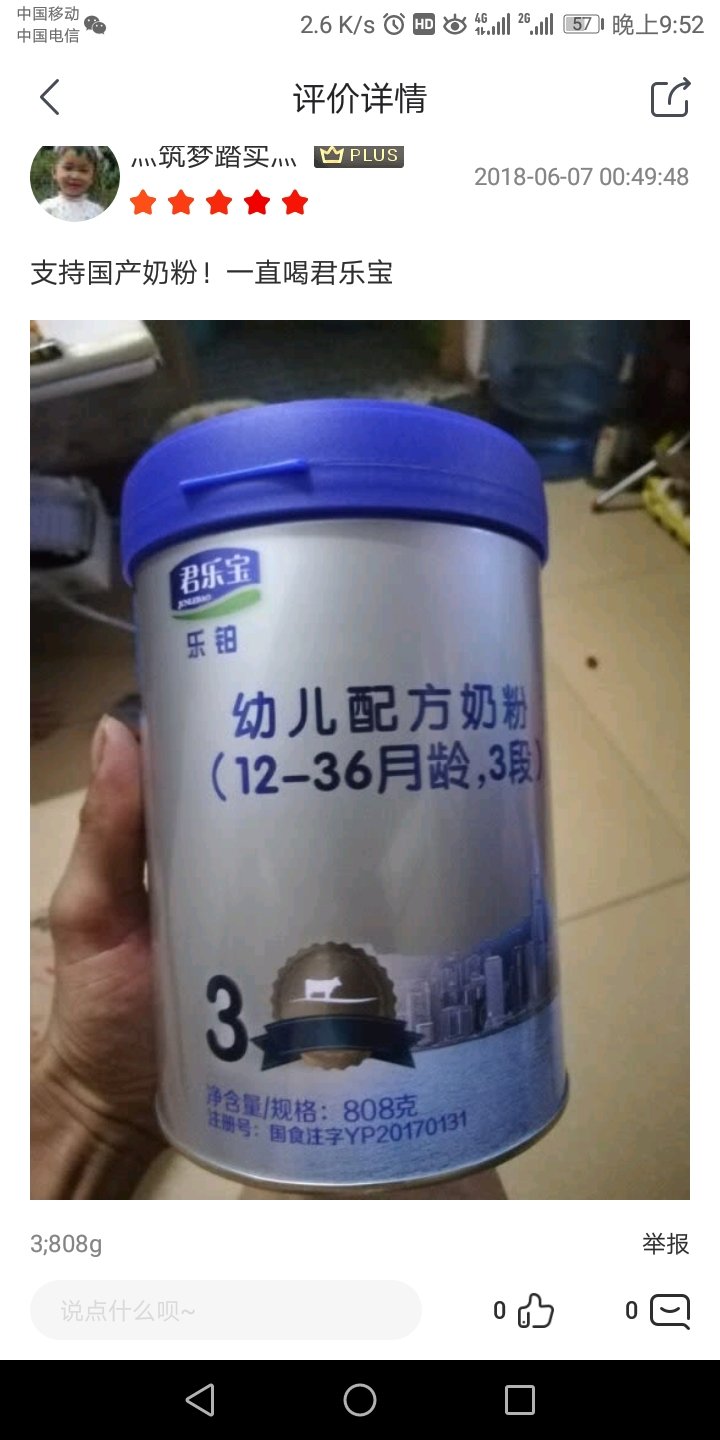 中国移动
中国电信
2.6 K/s HD 4G 2G 57 晚上9:52
评价详情
灬筑梦踏实灬 PLUS
2018-06-07 00:49:48
支持国产奶粉！一直喝君乐宝
君乐宝
JUNLEBAO
乐铂
幼儿配方奶粉
（12-36月龄,3段）
3
净含量/规格：808克
注册号：国食注字YP20170131
3;808g
举报
说点什么呗~
0
0